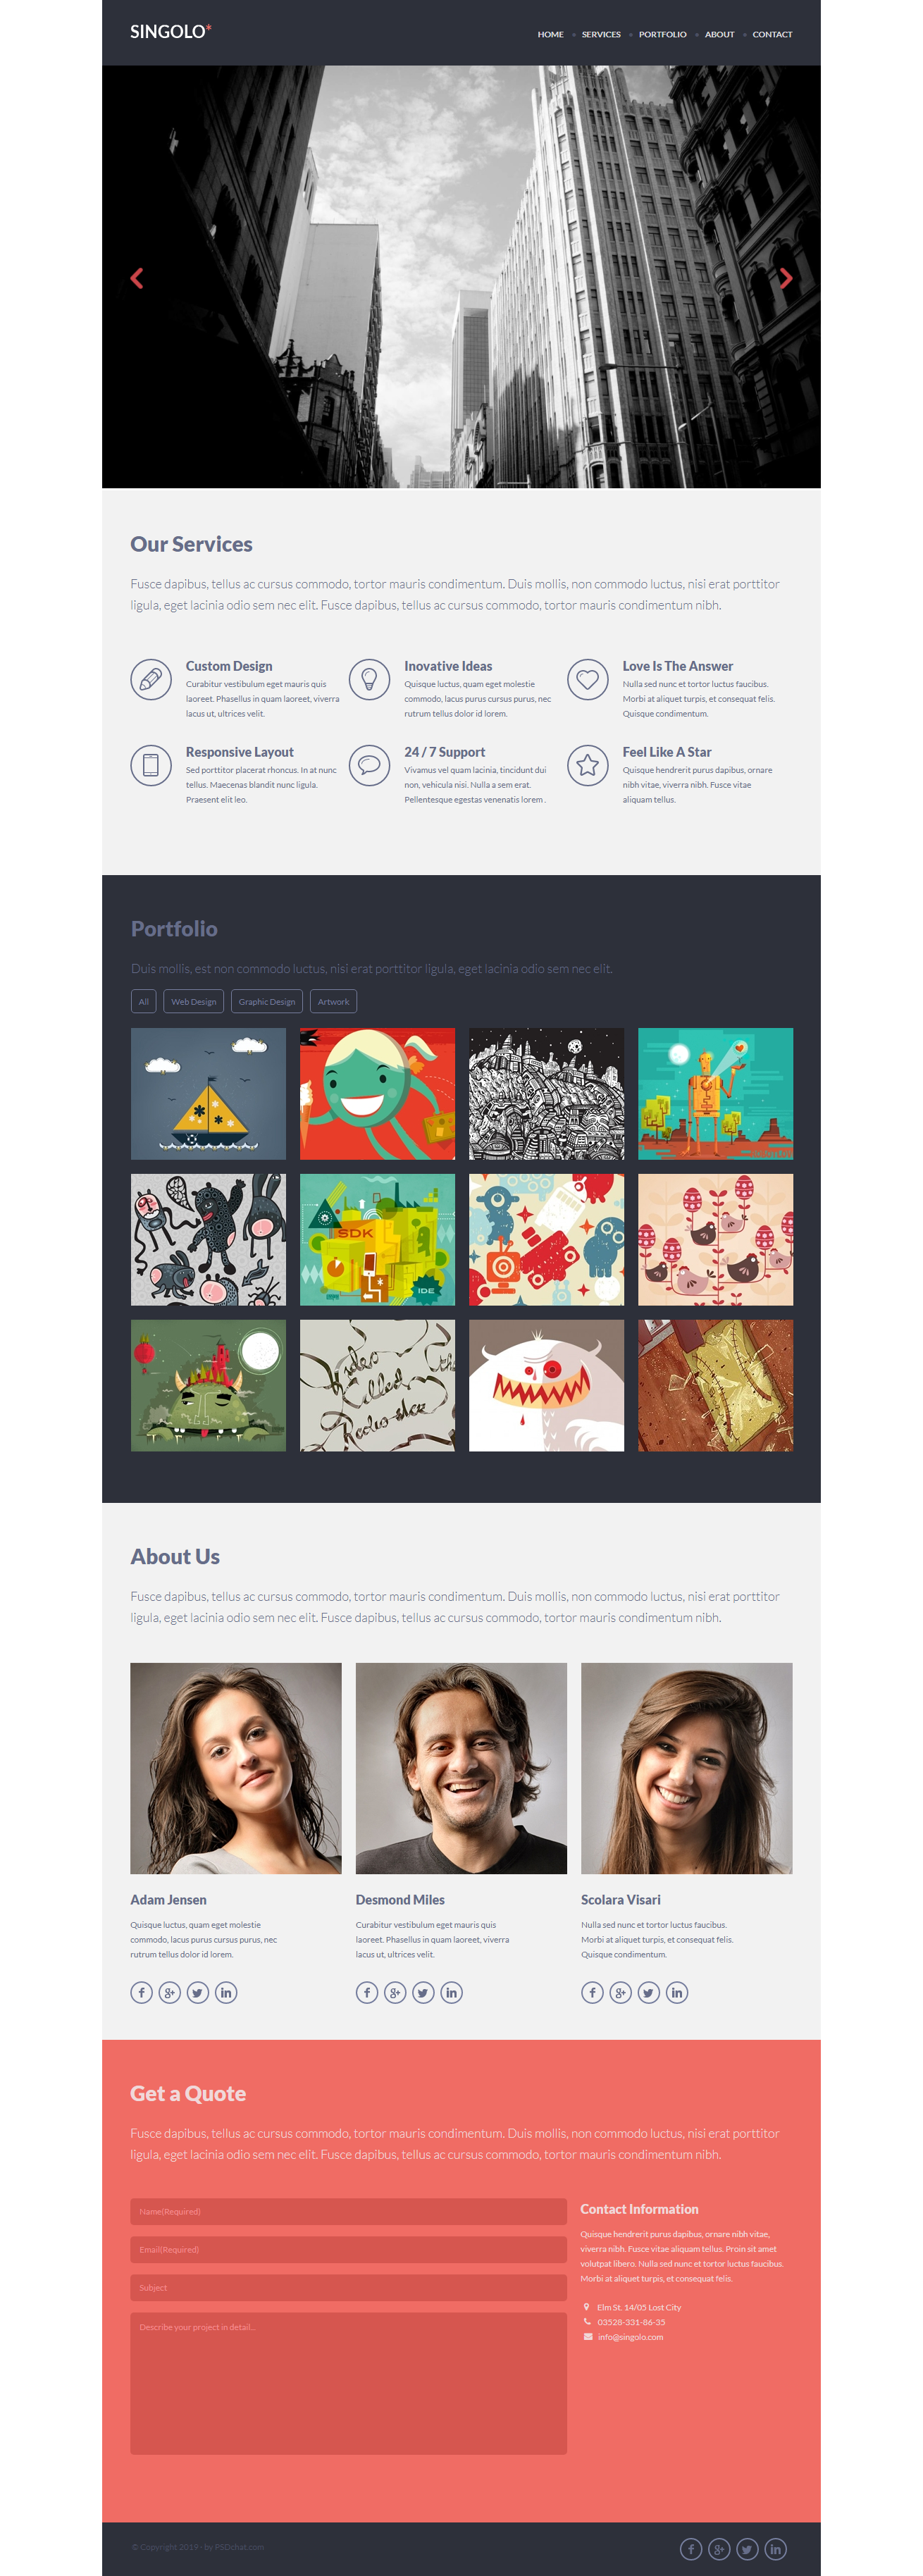 SINGOLO*
HOME SERVICES PORTFOLIO ABOUT CONTACT
Our Services
Fusce dapibus, tellus ac cursus commodo, tortor mauris condimentum. Duis mollis, non commodo luctus, nisi erat porttitor
ligula, eget lacinia odio sem nec elit. Fusce dapibus, tellus ac cursus commodo, tortor mauris condimentum nibh.
Custom Design
Curabitur vestibulum eget mauris quis
laoreet. Phasellus in quam laoreet, viverra
lacus ut, ultrices velit.
Inovative Ideas
Quisque luctus, quam eget molestie
commodo, lacus purus cursus purus, nec
rutrum tellus dolor id lorem.
Love Is The Answer
Nulla sed nunc et tortor luctus faucibus.
Morbi at aliquet turpis, et consequat felis.
Quisque condimentum.
Responsive Layout
Sed porttitor placerat rhoncus. In at nunc
tellus. Maecenas blandit nunc ligula.
Praesent elit leo.
24 / 7 Support
Vivamus vel quam lacinia, tincidunt dui
non, vehicula nisi. Nulla a sem erat.
Pellentesque egestas venenatis lorem .
Feel Like A Star
Quisque hendrerit purus dapibus, ornare
nibh vitae, viverra nibh. Fusce vitae
aliquam tellus.
Portfolio
Duis mollis, est non commodo luctus, nisi erat porttitor ligula, eget lacinia odio sem nec elit.
All Web Design Graphic Design Artwork
SDK
IDE
About Us
Fusce dapibus, tellus ac cursus commodo, tortor mauris condimentum. Duis mollis, non commodo luctus, nisi erat porttitor
ligula, eget lacinia odio sem nec elit. Fusce dapibus, tellus ac cursus commodo, tortor mauris condimentum nibh.
Adam Jensen
Quisque luctus, quam eget molestie
commodo, lacus purus cursus purus, nec
rutrum tellus dolor id lorem.
Desmond Miles
Curabitur vestibulum eget mauris quis
laoreet. Phasellus in quam laoreet, viverra
lacus ut, ultrices velit.
Scolara Visari
Nulla sed nunc et tortor luctus faucibus.
Morbi at aliquet turpis, et consequat felis.
Quisque condimentum.
Get a Quote
Fusce dapibus, tellus ac cursus commodo, tortor mauris condimentum. Duis mollis, non commodo luctus, nisi erat porttitor
ligula, eget lacinia odio sem nec elit. Fusce dapibus, tellus ac cursus commodo, tortor mauris condimentum nibh.
Name(Required)
Email(Required)
Subject
Describe your project in detail...
Contact Information
Quisque hendrerit purus dapibus, ornare nibh vitae,
viverra nibh. Fusce vitae aliquam tellus. Proin sit amet
volutpat libero. Nulla sed nunc et tortor luctus faucibus.
Morbi at aliquet turpis, et consequat felis.
Elm St. 14/05 Lost City
03528-331-86-35
info@singolo.com
© Copyright 2019 - by PSDchat.com